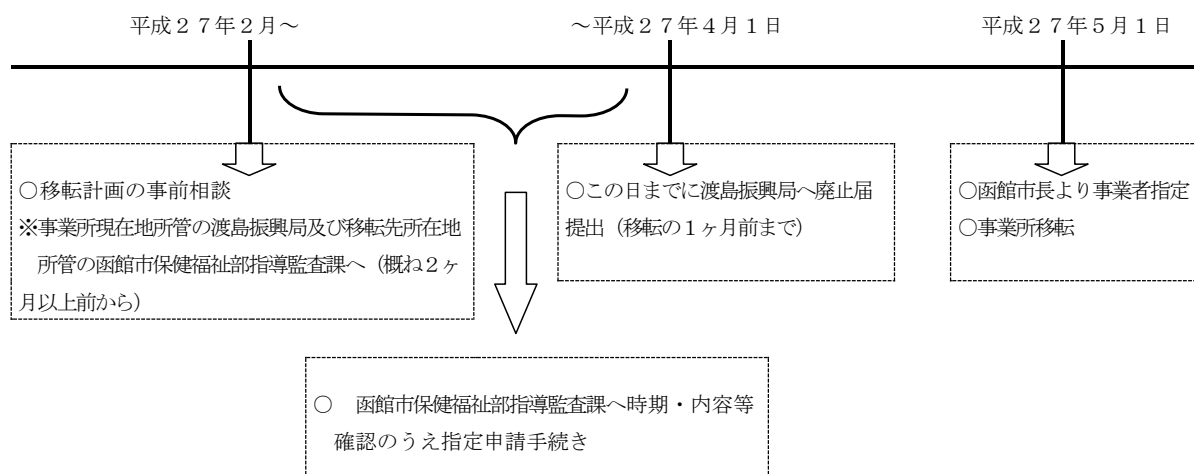 平成２７年２月～
～平成２７年４月１日
平成２７年５月１日
○移転計画の事前相談
※事業所現在地所管の渡島振興局及び移転先所在地
所管の函館市保健福祉部指導監査課へ（概ね２ヶ
月以上前から）
○この日までに渡島振興局へ廃止届
提出（移転の１ヶ月前まで）
○函館市長より事業者指定
○事業所移転
○　函館市保健福祉部指導監査課へ時期・内容等
確認のうえ指定申請手続き